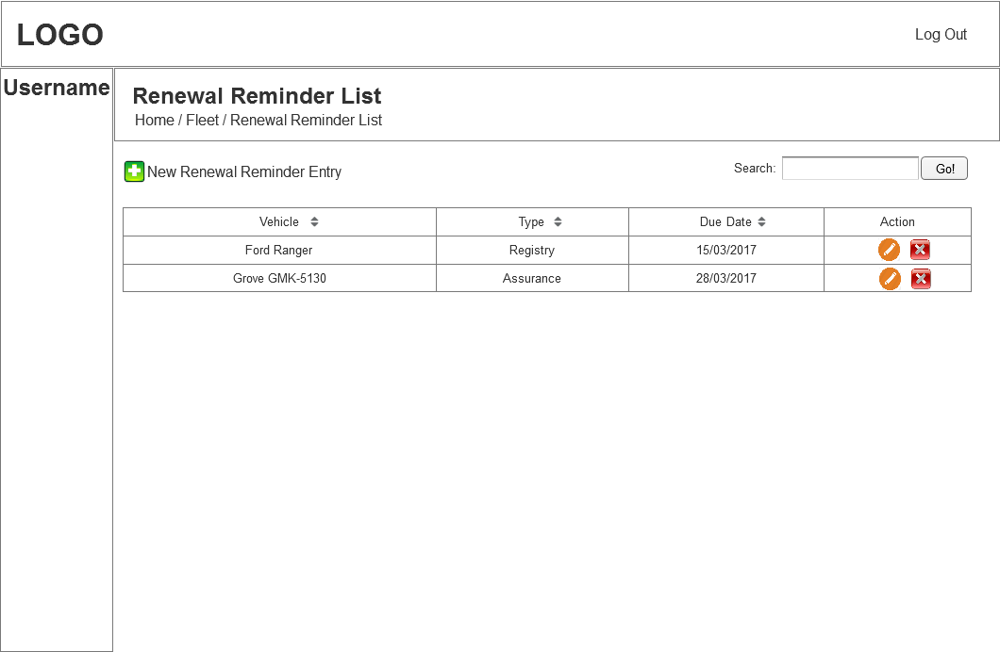 LOGO
Log Out
Username
Renewal Reminder List
Home / Fleet / Renewal Reminder List
New Renewal Reminder Entry
Search:
Go!
Vehicle Type Due Date Action
Ford Ranger Registry 15/03/2017
Grove GMK-5130 Assurance 28/03/2017